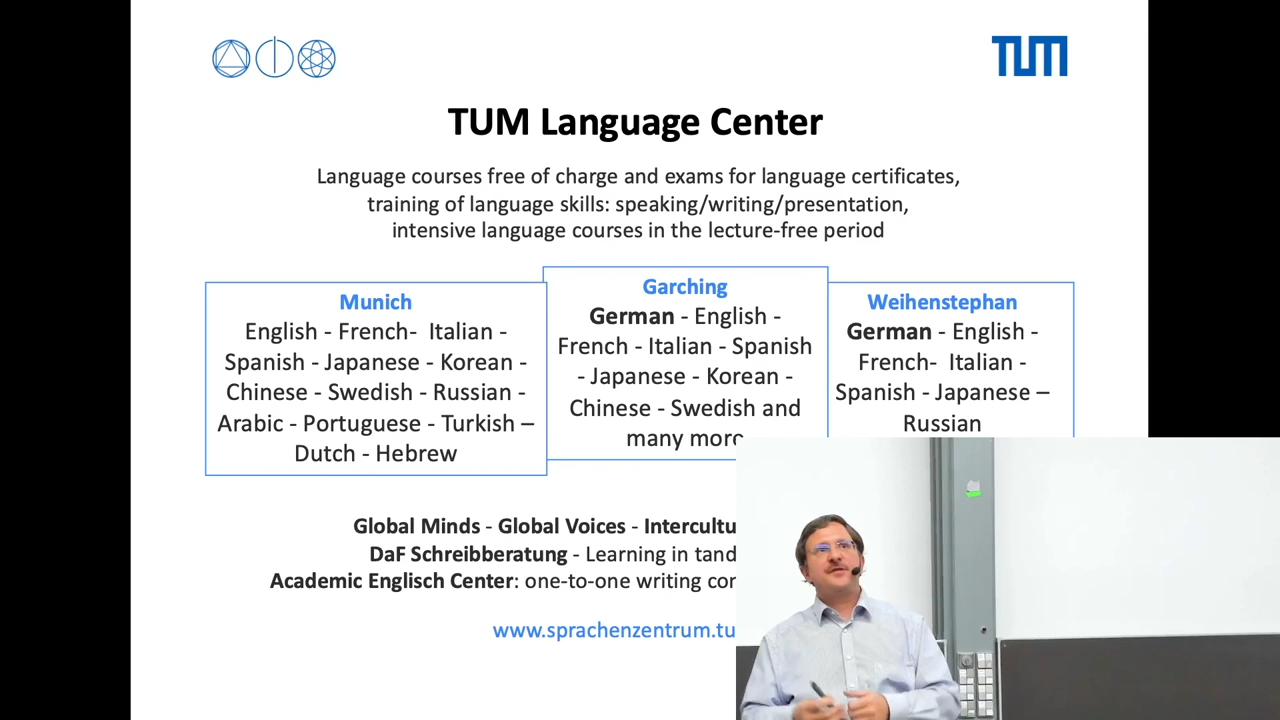 TUM
TUM Language Center
Language courses free of charge and exams for language certificates,
training of language skills: speaking/writing/presentation,
intensive language courses in the lecture-free period
Munich
English - French- Italian -
Spanish - Japanese - Korean -
Chinese - Swedish - Russian -
Arabic - Portuguese - Turkish –
Dutch - Hebrew
Garching
German - English -
French - Italian - Spanish
- Japanese - Korean -
Chinese - Swedish and
many more
Weihenstephan
German - English -
French- Italian -
Spanish - Japanese –
Russian
Global Minds - Global Voices - Intercultu
DaF Schreibberatung - Learning in tand
Academic Englisch Center: one-to-one writing con
www.sprachenzentrum.tu